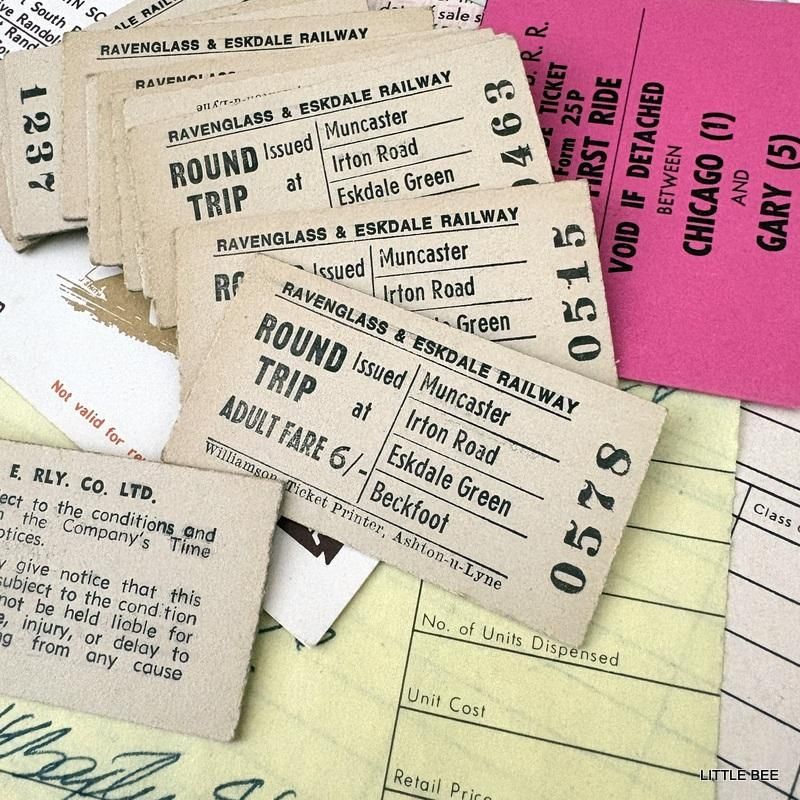 RAVENGLASS & ESKDALE RAILWAY
1237
RAVENGLASS & ESKDALE RAILWAY
ROUND TRIP
Issued at
Muncaster
Irton Road
Eskdale Green
0463
RAVENGLASS & ESKDALE RAILWAY
Issued
Muncaster
Irton Road
Green
0515
RAVENGLASS & ESKDALE RAILWAY
ROUND TRIP
Issued at
ADULT FARE 6/-
Muncaster
Irton Road
Eskdale Green
Beckfoot
Williamson, Ticket Printer, Ashton-u-Lyne
0578
TICKET
Form 25P
FIRST RIDE
VOID IF DETACHED
BETWEEN
CHICAGO (1)
AND
GARY (5)
Not valid for
E. RLY. CO. LTD.
to the conditions and
the Company's Time
give notice that this
subject to the condition
not be held liable for
injury, or delay to
from any cause
Class
No. of Units Dispensed
Unit Cost
Retail Price
LITTLE BEE